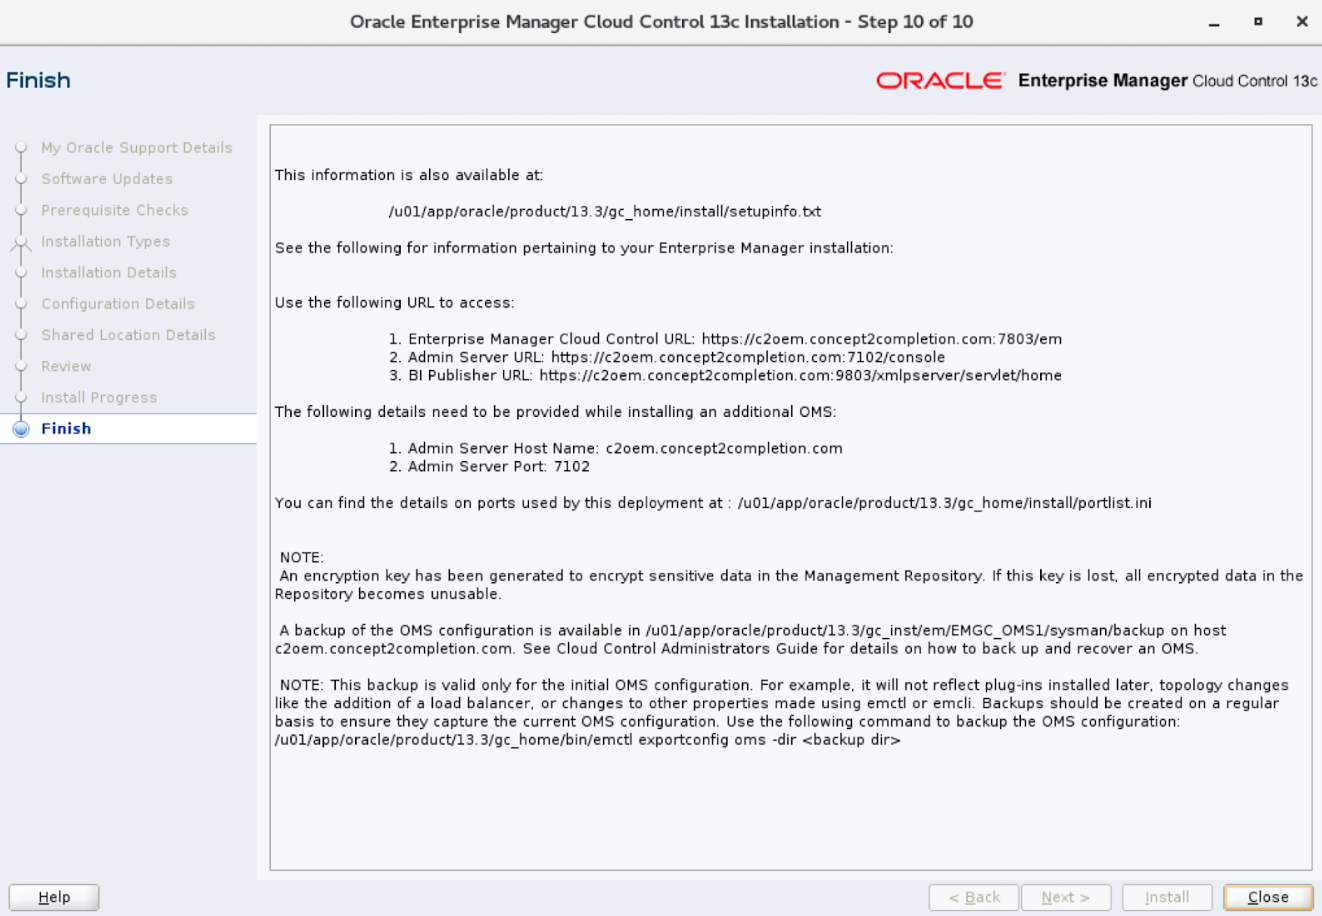 Oracle Enterprise Manager Cloud Control 13c Installation - Step 10 of 10
Finish
ORACLE Enterprise Manager Cloud Control 13c
My Oracle Support Details
Software Updates
Prerequisite Checks
Installation Types
Installation Details
Configuration Details
Shared Location Details
Review
Install Progress
Finish
This information is also available at:
/u01/app/oracle/product/13.3/gc_home/install/setupinfo.txt
See the following for information pertaining to your Enterprise Manager installation:
Use the following URL to access:
1. Enterprise Manager Cloud Control URL: https://c2oem.concept2completion.com:7803/em
2. Admin Server URL: https://c2oem.concept2completion.com:7102/console
3. BI Publisher URL: https://c2oem.concept2completion.com:9803/xmlpserver/servlet/home
The following details need to be provided while installing an additional OMS:
1. Admin Server Host Name: c2oem.concept2completion.com
2. Admin Server Port: 7102
You can find the details on ports used by this deployment at : /u01/app/oracle/product/13.3/gc_home/install/portlist.ini
NOTE:
An encryption key has been generated to encrypt sensitive data in the Management Repository. If this key is lost, all encrypted data in the
Repository becomes unusable.
A backup of the OMS configuration is available in /u01/app/oracle/product/13.3/gc_inst/em/EMGC_OMS1/sysman/backup on host
c2oem.concept2completion.com. See Cloud Control Administrators Guide for details on how to back up and recover an OMS.
NOTE: This backup is valid only for the initial OMS configuration. For example, it will not reflect plug-ins installed later, topology changes
like the addition of a load balancer, or changes to other properties made using emctl or emcli. Backups should be created on a regular
basis to ensure they capture the current OMS configuration. Use the following command to backup the OMS configuration:
/u01/app/oracle/product/13.3/gc_home/bin/emctl exportconfig oms -dir <backup dir>
Help
< Back
Next >
Install
Close